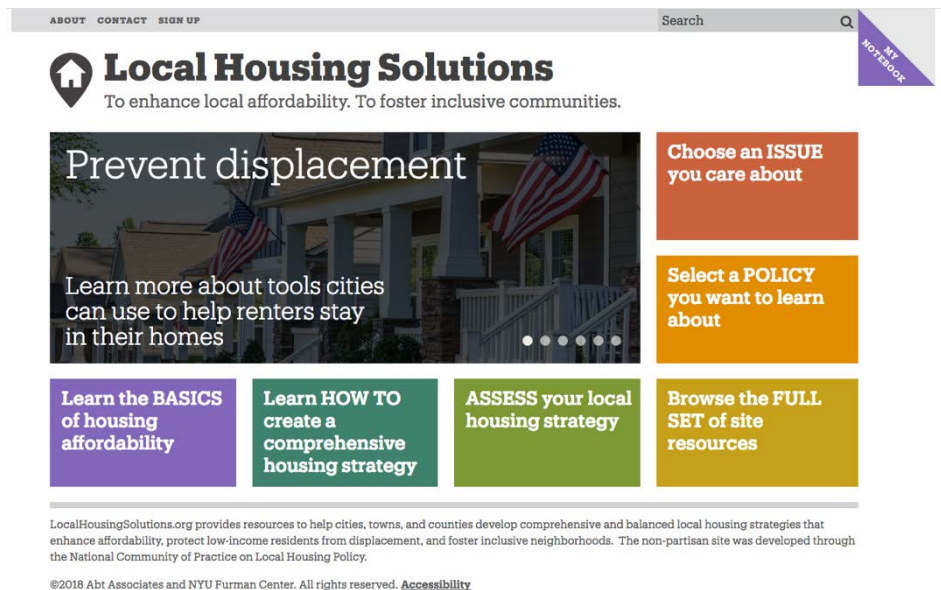 ABOUT CONTACT SIGN UP
Search
MY
NOTEBOOK
Local Housing Solutions
To enhance local affordability. To foster inclusive communities.
Prevent displacement
Learn more about tools cities
can use to help renters stay
in their homes
Choose an ISSUE
you care about
Select a POLICY
you want to learn
about
Learn the BASICS
of housing
affordability
Learn HOW TO
create a
comprehensive
housing strategy
ASSESS your local
housing strategy
Browse the FULL
SET of site
resources
LocalHousingSolutions.org provides resources to help cities, towns, and counties develop comprehensive and balanced local housing strategies that
enhance affordability, protect low-income residents from displacement, and foster inclusive neighborhoods. The non-partisan site was developed through
the National Community of Practice on Local Housing Policy.
©2018 Abt Associates and NYU Furman Center. All rights reserved. Accessibility